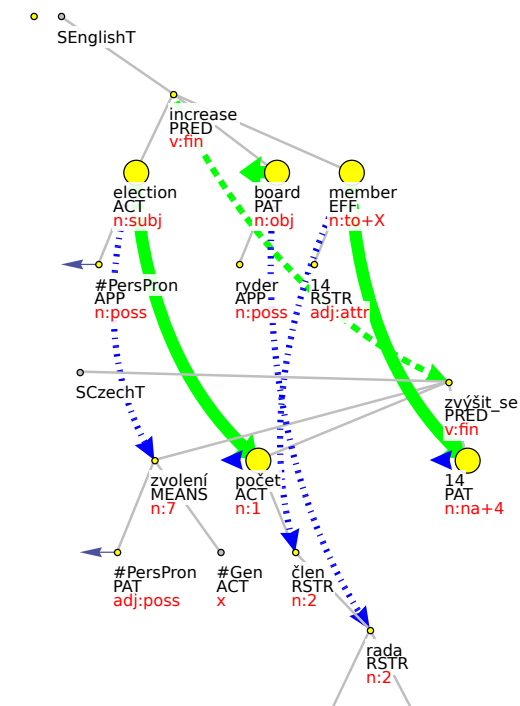 SEnglishT
increase
PRED
v:fin
election
ACT
n:subj
board
PAT
n:obj
member
EFF
n:to+X
#PersPron
APP
n:poss
ryder
APP
n:poss
14
RSTR
adj:attr
SCzechT
zvýšit_se
PRED
v:fin
zvolení
MEANS
n:7
počet
ACT
n:1
14
PAT
n:na+4
#PersPron
PAT
adj:poss
#Gen
ACT
x
člen
RSTR
n:2
rada
RSTR
n:2